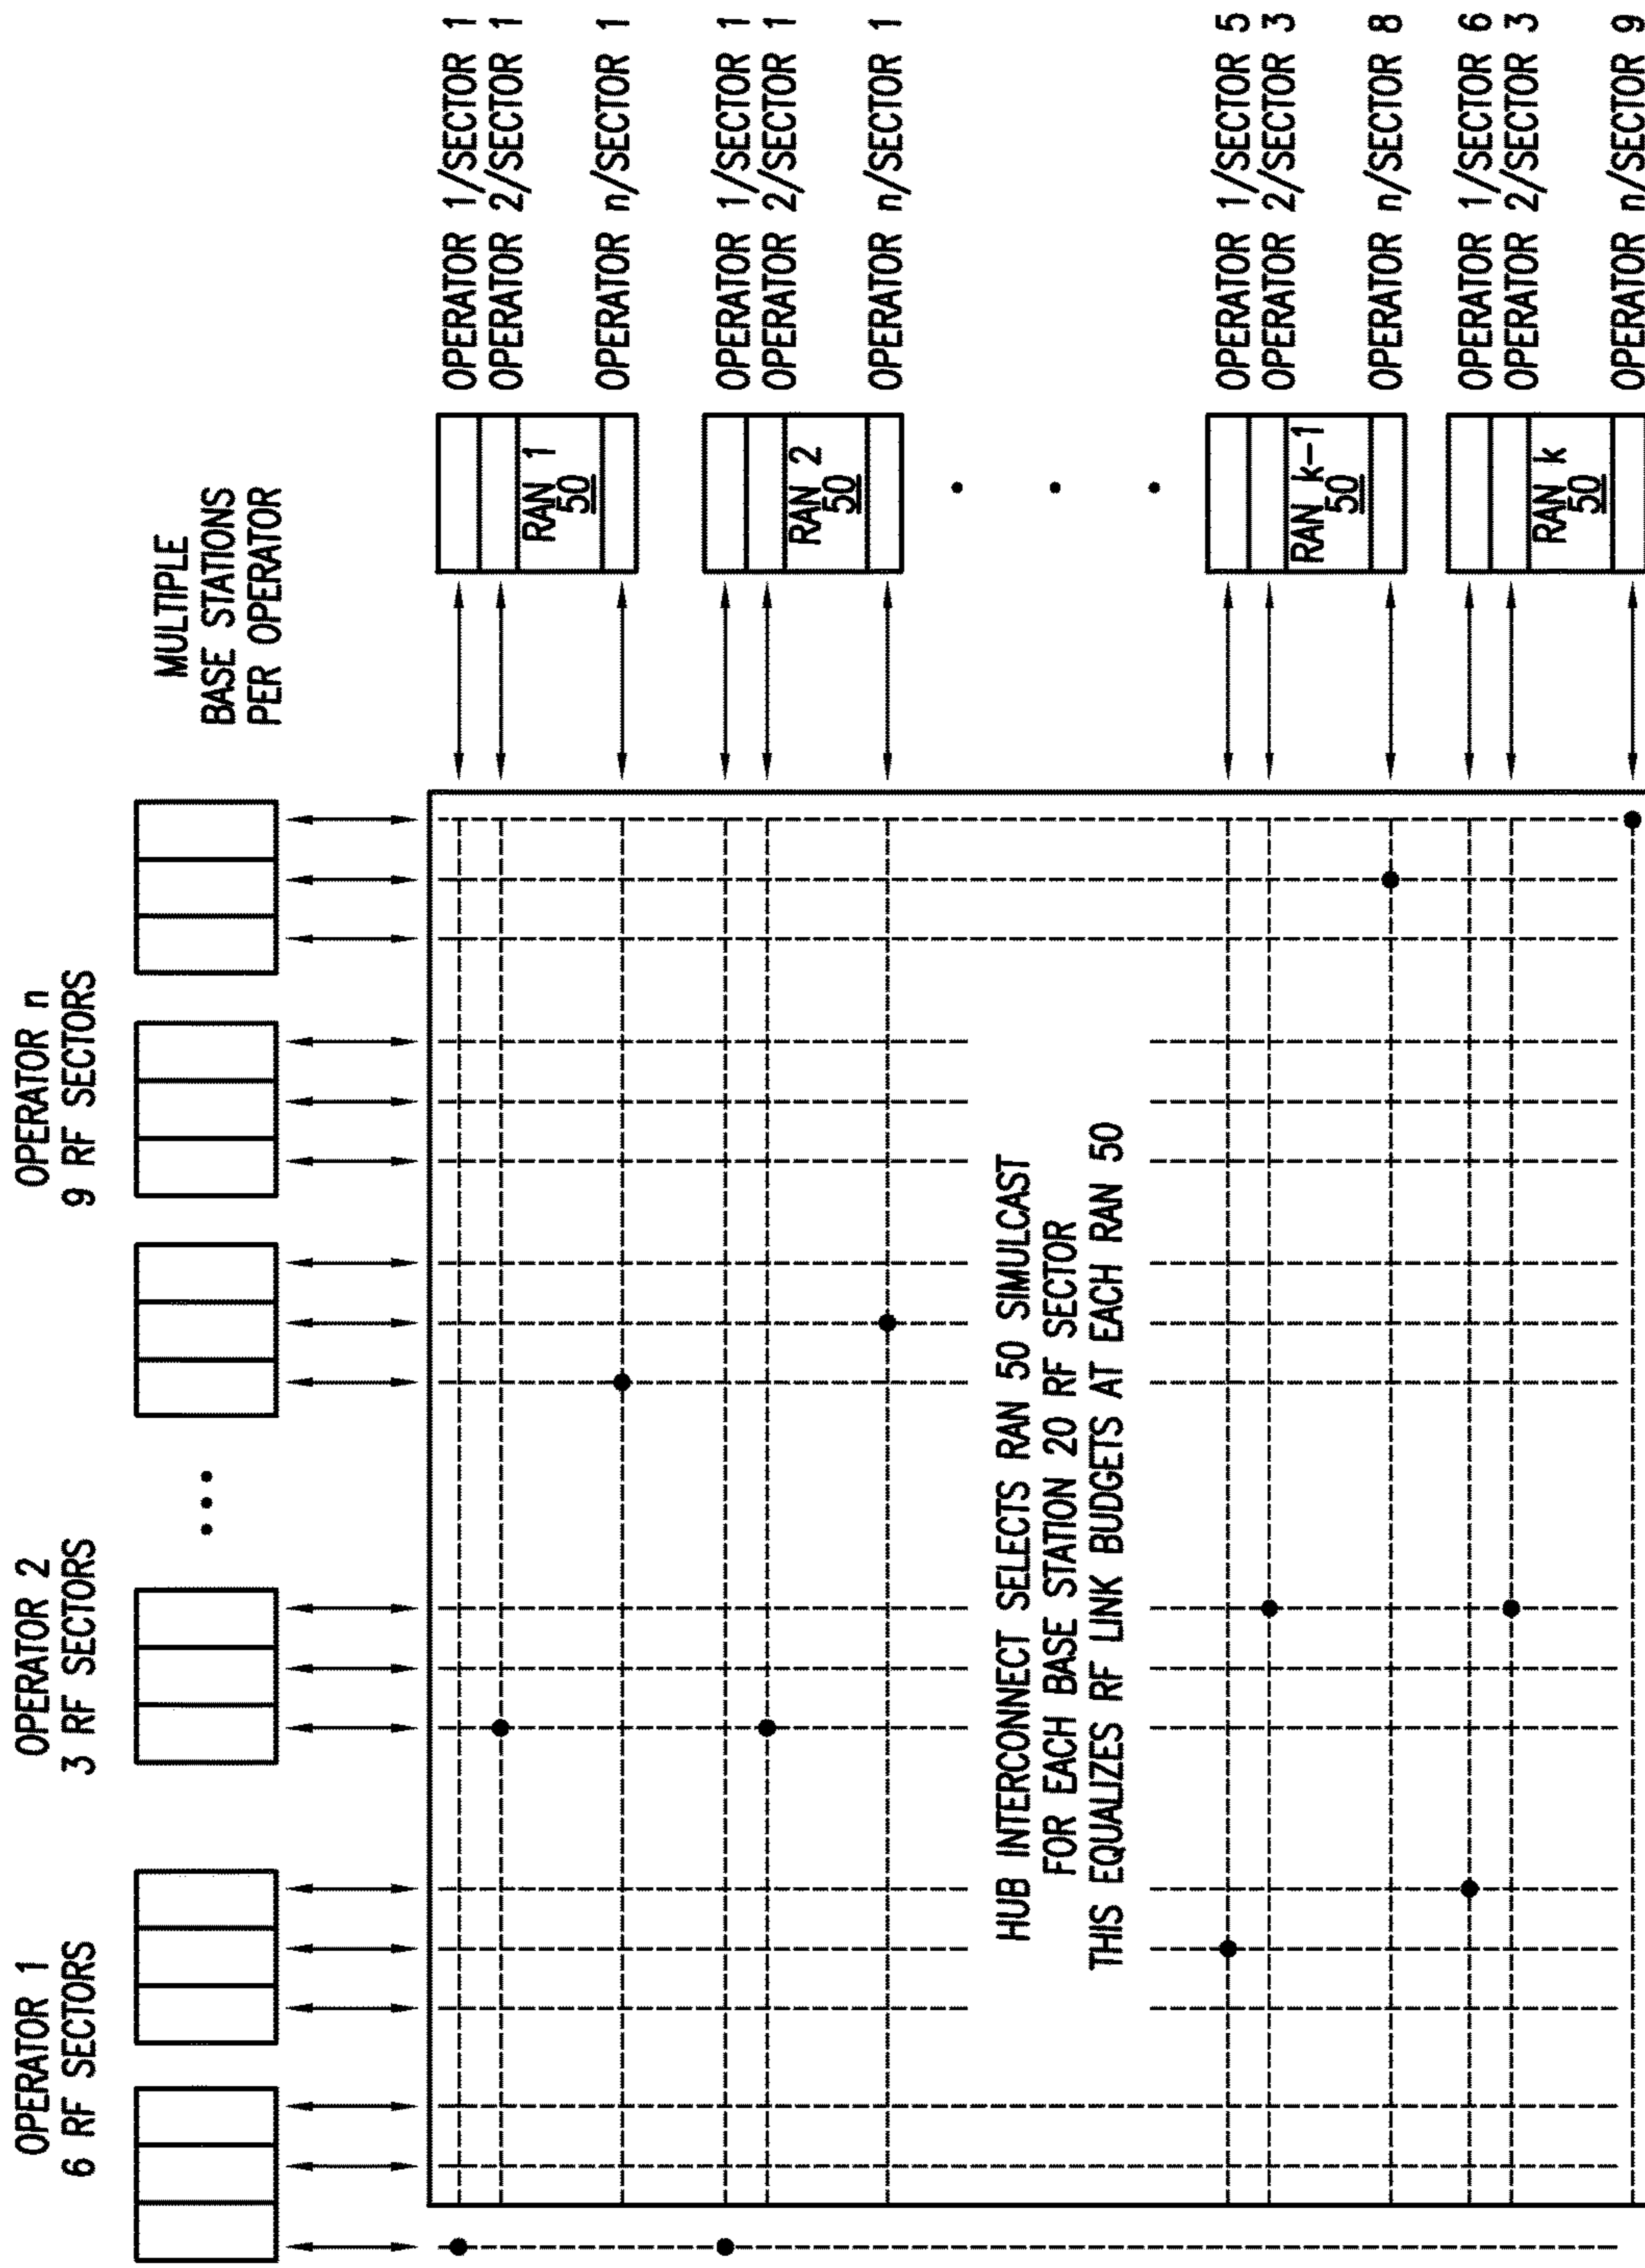 OPERATOR 1
6 RF SECTORS
OPERATOR 2
3 RF SECTORS
OPERATOR n
9 RF SECTORS
MULTIPLE
BASE STATIONS
PER OPERATOR
OPERATOR 1/SECTOR 1
OPERATOR 2/SECTOR 1
RAN 1
50
OPERATOR n/SECTOR 1
OPERATOR 1/SECTOR 1
OPERATOR 2/SECTOR 1
RAN 2
50
OPERATOR n/SECTOR 1
HUB INTERCONNECT SELECTS RAN 50 SIMULCAST
FOR EACH BASE STATION 20 RF SECTOR
THIS EQUALIZES RF LINK BUDGETS AT EACH RAN 50
OPERATOR 1/SECTOR 5
OPERATOR 2/SECTOR 3
RAN k-1
50
OPERATOR n/SECTOR 8
OPERATOR 1/SECTOR 6
OPERATOR 2/SECTOR 3
RAN k
50
OPERATOR n/SECTOR 9